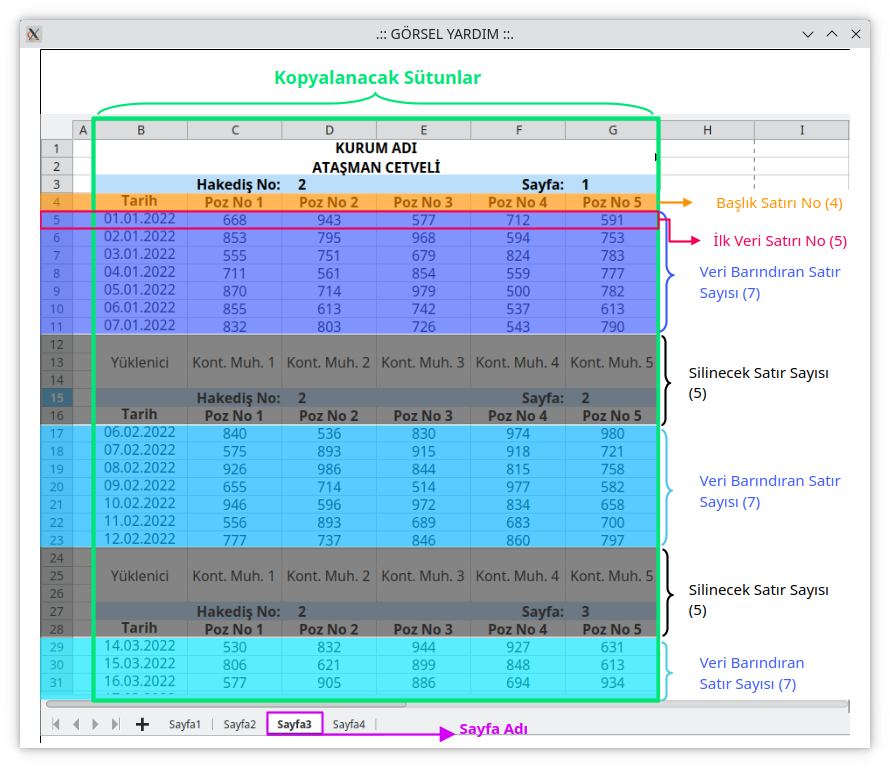 .:: GÖRSEL YARDIM ::.
Kopyalanacak Sütunlar
A B C D E F G H I
1 KURUM ADI
2 ATAŞMAN CETVELİ
3 Hakediş No: 2 Sayfa: 1
4 Tarih Poz No 1 Poz No 2 Poz No 3 Poz No 4 Poz No 5 Başlık Satırı No (4)
5 01.01.2022 668 943 577 712 591
İlk Veri Satırı No (5)
6 02.01.2022 853 795 968 594 753
7 03.01.2022 555 751 679 824 783
8 04.01.2022 711 561 854 559 777
Veri Barındıran Satır
Sayısı (7)
9 05.01.2022 870 714 979 500 782
10 06.01.2022 855 613 742 537 613
11 07.01.2022 832 803 726 543 790
12
13 Yüklenici Kont. Muh. 1 Kont. Muh. 2 Kont. Muh. 3 Kont. Muh. 4 Kont. Muh. 5
14
Silinecek Satır Sayısı
(5)
15 Hakediş No: 2 Sayfa: 2
16 Tarih Poz No 1 Poz No 2 Poz No 3 Poz No 4 Poz No 5
17 06.02.2022 840 536 830 974 980
18 07.02.2022 575 893 915 918 721
19 08.02.2022 926 986 844 815 758
20 09.02.2022 655 714 514 977 582
Veri Barındıran Satır
Sayısı (7)
21 10.02.2022 946 596 972 834 658
22 11.02.2022 556 893 689 683 700
23 12.02.2022 777 737 846 860 797
24
25 Yüklenici Kont. Muh. 1 Kont. Muh. 2 Kont. Muh. 3 Kont. Muh. 4 Kont. Muh. 5
26
Silinecek Satır Sayısı
(5)
27 Hakediş No: 2 Sayfa: 3
28 Tarih Poz No 1 Poz No 2 Poz No 3 Poz No 4 Poz No 5
29 14.03.2022 530 832 944 927 631
30 15.03.2022 806 621 899 848 613
31 16.03.2022 577 905 886 694 934
Veri Barındıran
Satır Sayısı (7)
Sayfa1 Sayfa2 Sayfa3 Sayfa4
Sayfa Adı